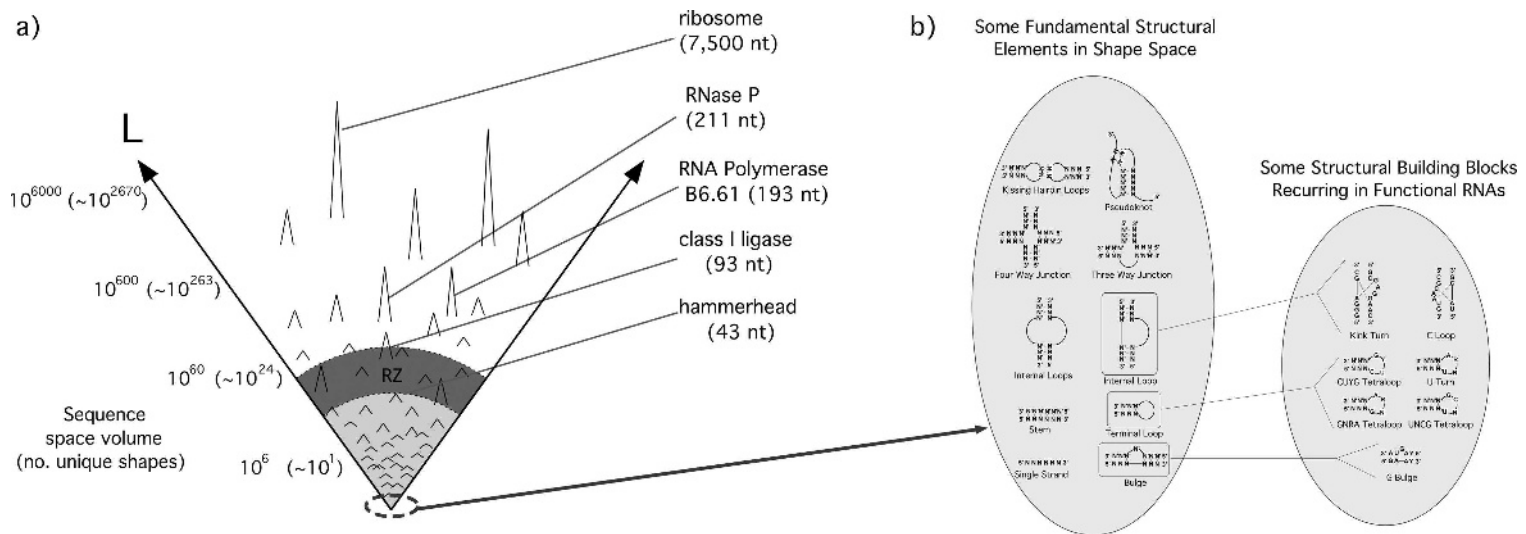 a)
ribosome
(7,500 nt)
RNase P
(211 nt)
RNA Polymerase
B6.61 (193 nt)
class I ligase
(93 nt)
hammerhead
(43 nt)
L
10^6000 (~10^2670)
10^600 (~10^263)
10^60 (~10^24)
10^6 (~10^1)
RZ
Sequence
space volume
(no. unique shapes)
b)
Some Fundamental Structural
Elements in Shape Space
Kissing Hairpin Loops
Pseudoknot
Four Way Junction
Three Way Junction
Internal Loops
Internal Loop
Stem
Terminal Loop
Single Strand
Bulge
Some Structural Building Blocks
Recurring in Functional RNAs
Kink Turn
C Loop
CUYG Tetraloop
U Turn
GNRA Tetraloop
UNCG Tetraloop
G Bulge